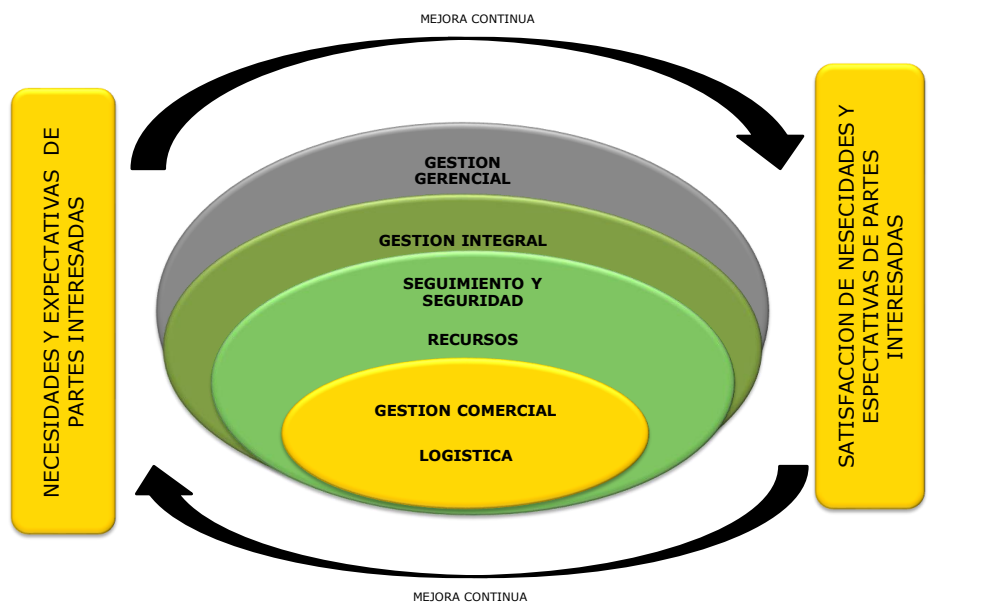 MEJORA CONTINUA
NECESIDADES Y EXPECTATIVAS DE
PARTES INTERESADAS
GESTION
GERENCIAL
GESTION INTEGRAL
SEGUIMIENTO Y
SEGURIDAD
RECURSOS
GESTION COMERCIAL
LOGISTICA
SATISFACCION DE NESECIDADES Y
ESPECTATIVAS DE PARTES
INTERESADAS
MEJORA CONTINUA